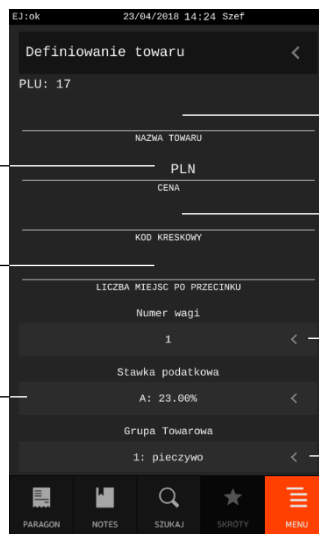 EJ:ok 23/04/2018 14:24 Szef
Definiowanie towaru
PLU: 17
NAZWA TOWARU
PLN
CENA
KOD KRESKOWY
LICZBA MIEJSC PO PRZECINKU
Numer wagi
1
Stawka podatkowa
A: 23.00%
Grupa Towarowa
1: pieczywo
PARAGON NOTES SZUKAJ SKRÓTY MENU